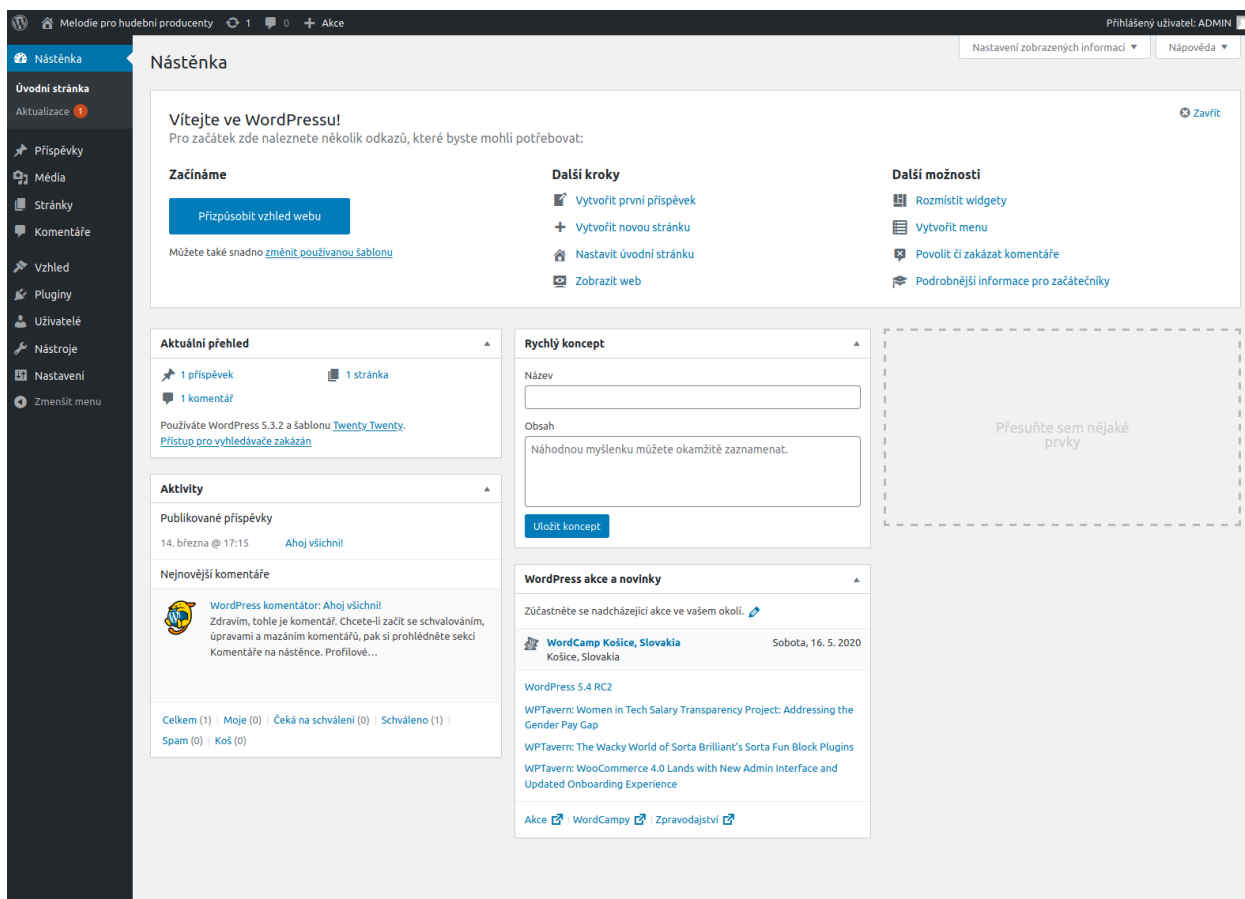 Melodie pro hudební producenty 1 0 Akce Přihlášený uživatel: ADMIN
Nástěnka
Úvodní stránka
Aktualizace 1
Příspěvky
Média
Stránky
Komentáře
Vzhled
Pluginy
Uživatelé
Nástroje
Nastavení
Zmenšit menu
Nastavení zobrazených informací ▼ Nápověda ▼
Nástěnka
Zavřít
Vítejte ve WordPressu!
Pro začátek zde naleznete několik odkazů, které byste mohli potřebovat:
Začínáme
Přizpůsobit vzhled webu
Můžete také snadno změnit používanou šablonu
Další kroky
Vytvořit první příspěvek
Vytvořit novou stránku
Nastavit úvodní stránku
Zobrazit web
Další možnosti
Rozmístit widgety
Vytvořit menu
Povolit či zakázat komentáře
Podrobnější informace pro začátečníky
Aktuální přehled
1 příspěvek 1 stránka
1 komentář
Používáte WordPress 5.3.2 a šablonu Twenty Twenty.
Přístup pro vyhledávače zakázán
Aktivity
Publikované příspěvky
14. března @ 17:15 Ahoj všichni!
Nejnovější komentáře
WordPress komentátor: Ahoj všichni!
Zdravím, tohle je komentář. Chcete-li začít se schvalováním,
úpravami a mazáním komentářů, pak si prohlédněte sekci
Komentáře na nástěnce. Profilové…
Celkem (1) | Moje (0) | Čeká na schválení (0) | Schváleno (1) |
Spam (0) | Koš (0)
Rychlý koncept
Název
Obsah
Náhodnou myšlenku můžete okamžitě zaznamenat.
Uložit koncept
WordPress akce a novinky
Zúčastněte se nadcházející akce ve vašem okolí.
WordCamp Košice, Slovakia Sobota, 16. 5. 2020
Košice, Slovakia
WordPress 5.4 RC2
WPTavern: Women in Tech Salary Transparency Project: Addressing the
Gender Pay Gap
WPTavern: The Wacky World of Sorta Brilliant's Sorta Fun Block Plugins
WPTavern: WooCommerce 4.0 Lands with New Admin Interface and
Updated Onboarding Experience
Akce | WordCampy | Zpravodajství
Přesuňte sem nějaké
prvky